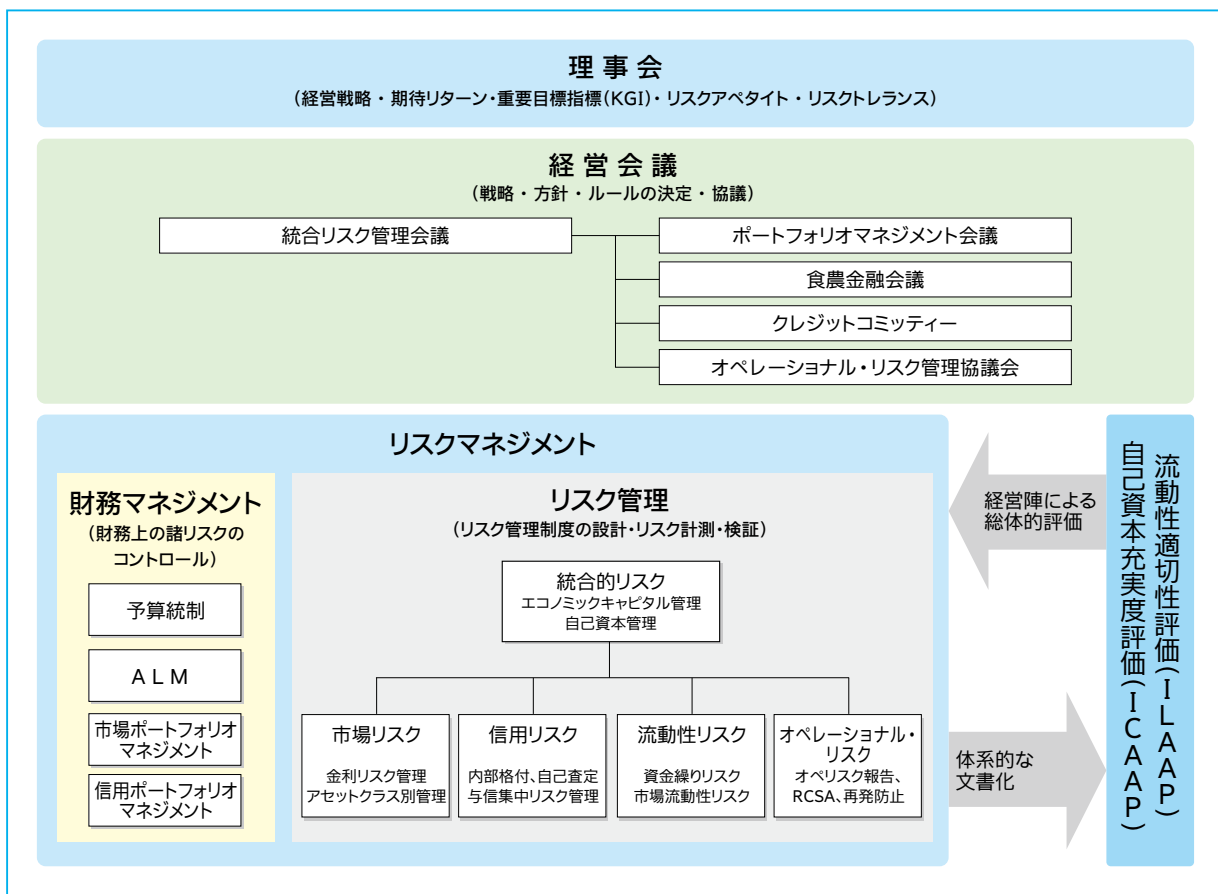 理事会
（経営戦略・期待リターン・重要目標指標（KGI）・リスクアペタイト・リスクトレランス）
経営会議
（戦略・方針・ルールの決定・協議）
統合リスク管理会議
ポートフォリオマネジメント会議
食農金融会議
クレジットコミッティー
オペレーショナル・リスク管理協議会
リスクマネジメント
財務マネジメント
（財務上の諸リスクの
コントロール）
予算統制
ALM
市場ポートフォリオ
マネジメント
信用ポートフォリオ
マネジメント
リスク管理
（リスク管理制度の設計・リスク計測・検証）
統合的リスク
エコノミックキャピタル管理
自己資本管理
市場リスク
金利リスク管理
アセットクラス別管理
信用リスク
内部格付、自己査定
与信集中リスク管理
流動性リスク
資金繰りリスク
市場流動性リスク
オペレーショナル・
リスク
オペリスク報告、
RCSA、再発防止
経営陣による
総体的評価
体系的な
文書化
流動性適切性評価（ILAAP）
自己資本充実度評価（ICAAP）